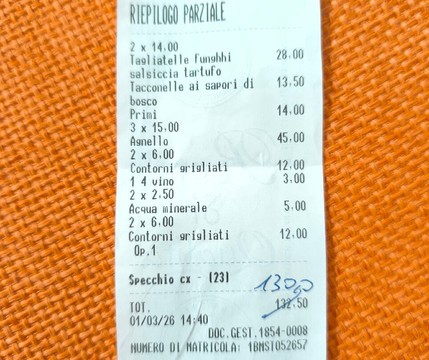 RIEPILOGO PARZIALE
2 x 14.00
Tagliatelle funghhi 28.00
salsiccia tartufo
Tacconelle ai sapori di 13.50
bosco
Primi 14.00
3 x 15.00
Agnello 45.00
2 x 6.00
Contorni grigliati 12.00
1 4 vino 3.00
2 x 2.50
Acqua minerale 5.00
2 x 6.00
Contorni grigliati 12.00
Op.1
Specchio cx - (23)
130,00
TOT. 132.50
01/03/26 14:40
DOC.GEST.1854-0008
NUMERO DI MATRICOLA: 1BMST052657